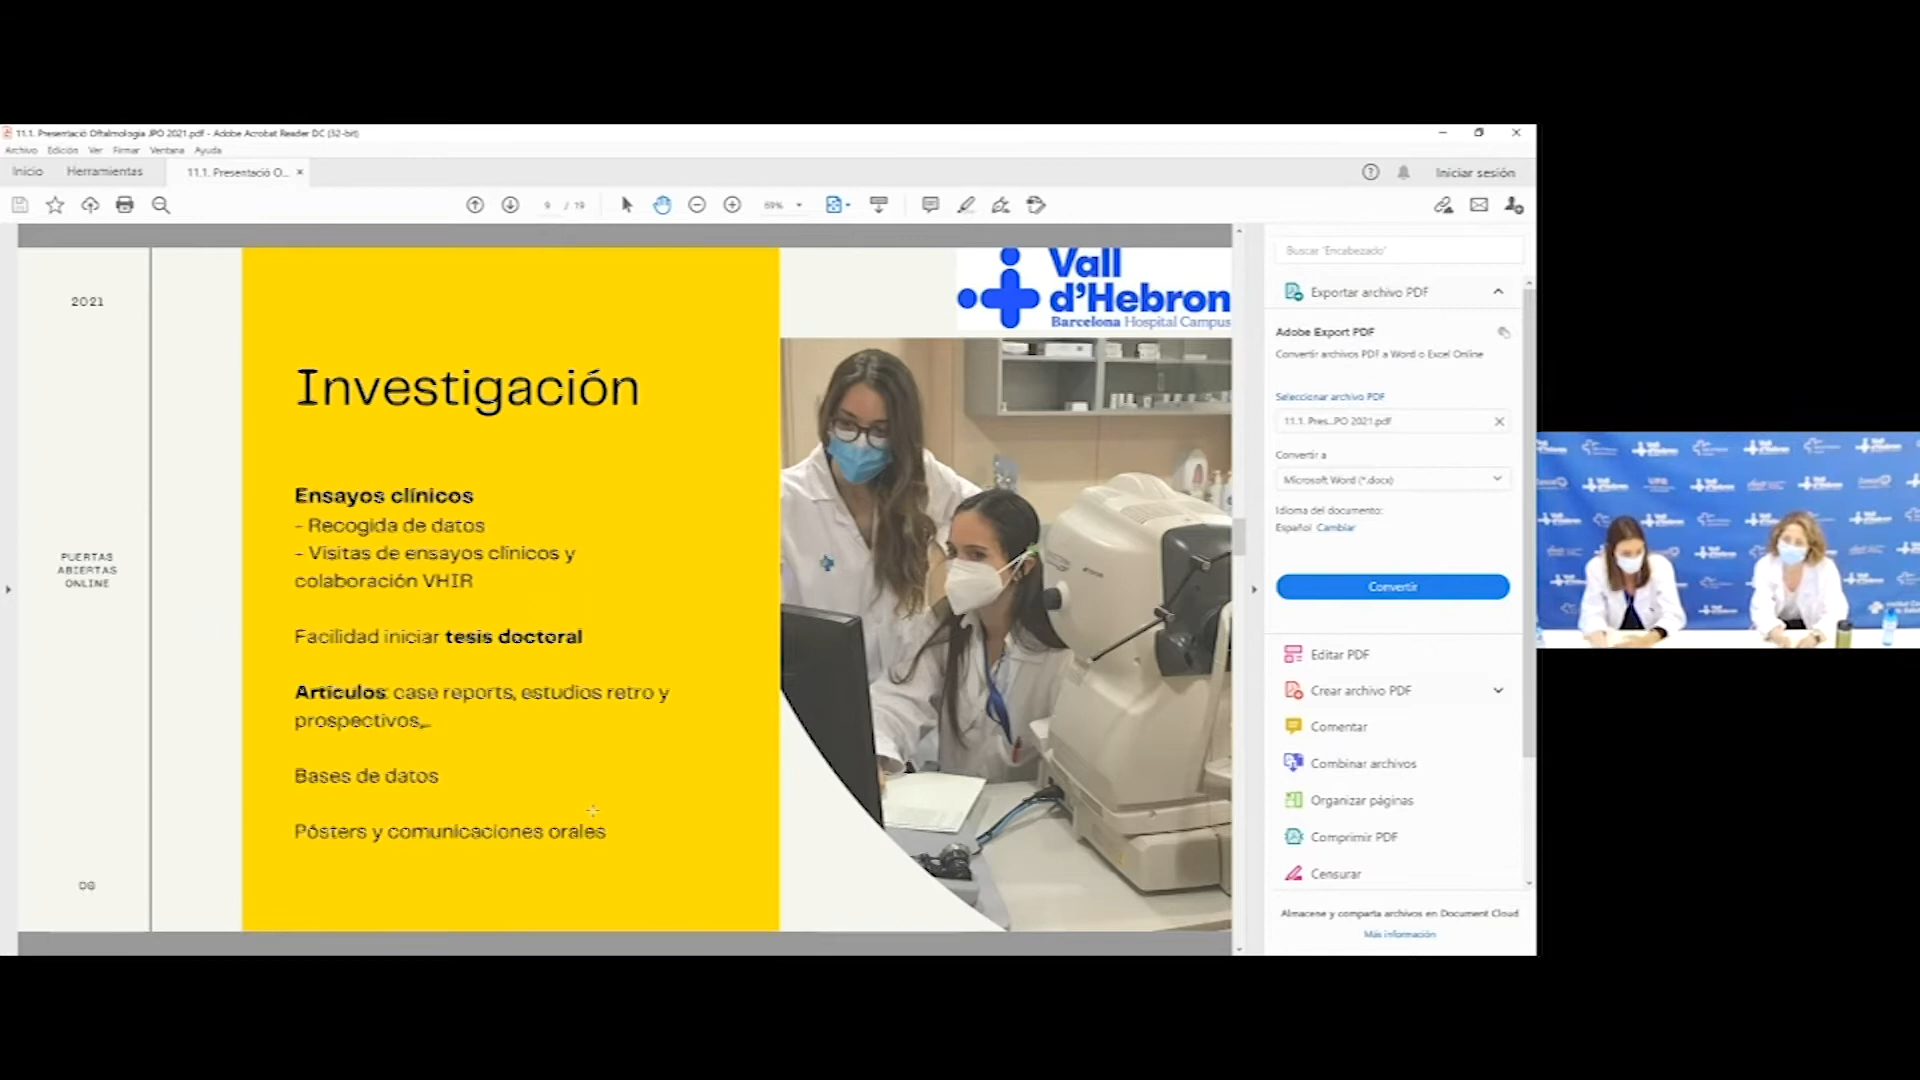 11.1. Presentació Oftalmologia JPO 2021.pdf - Adobe Acrobat Reader DC (32-bit)
Archivo Edición Ver Firmar Ventana Ayuda
Inicio Herramientas 11.1. Presentació O... Iniciar sesión
9 / 19 69%
2021
PUERTAS
ABIERTAS
ONLINE
06
Investigación
Ensayos clínicos
- Recogida de datos
- Visitas de ensayos clínicos y
colaboración VHIR
Facilidad iniciar tesis doctoral
Artículos: case reports, estudios retro y
prospectivos,...
Bases de datos
Pósters y comunicaciones orales
Vall
d'Hebron
Barcelona Hospital Campus
Buscar 'Encabezado'
Exportar archivo PDF
Adobe Export PDF
Convertir archivos PDF a Word o Excel Online
Seleccionar archivo PDF
11.1. Pres...PO 2021.pdf
Convertir a
Microsoft Word (*.docx)
Idioma del documento:
Español Cambiar
Convertir
Editar PDF
Crear archivo PDF
Comentar
Combinar archivos
Organizar páginas
Comprimir PDF
Censurar
Almacene y comparta archivos en Document Cloud
Más información